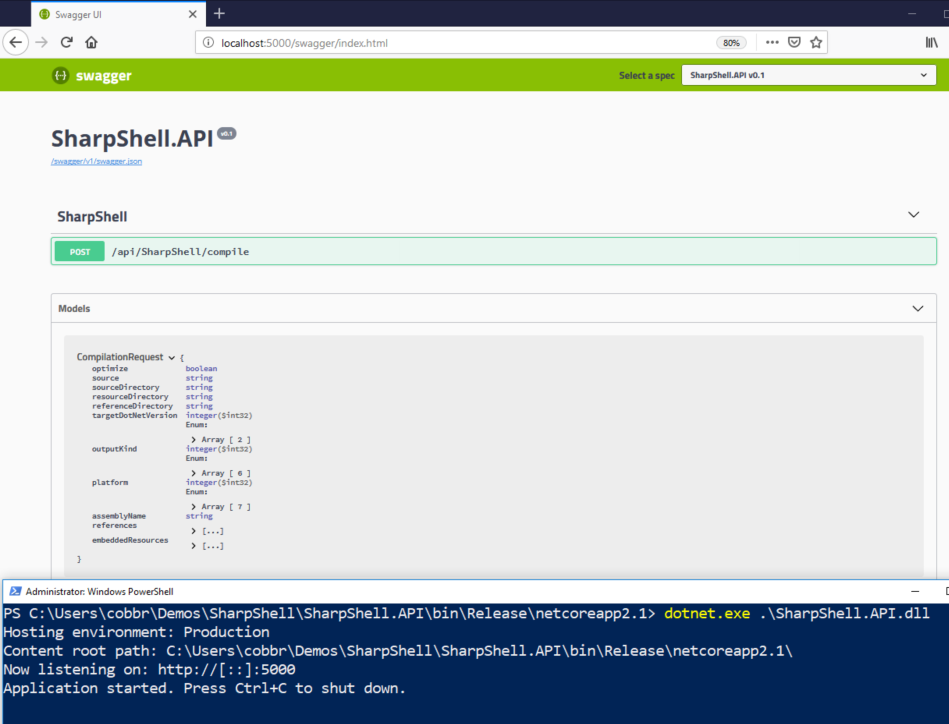 Swagger UI
localhost:5000/swagger/index.html
80%
swagger
Select a spec
SharpShell.API v0.1
SharpShell.API v0.1
/swagger/v1/swagger.json
SharpShell
POST /api/SharpShell/compile
Models
CompilationRequest {
optimize boolean
source string
sourceDirectory string
resourceDirectory string
referenceDirectory string
targetDotNetVersion integer($int32)
Enum:
Array [ 2 ]
outputKind integer($int32)
Enum:
Array [ 6 ]
platform integer($int32)
Enum:
Array [ 7 ]
assemblyName string
references
[...]
embeddedResources
[...]
}
Administrator: Windows PowerShell
PS C:\Users\cobbr\Demos\SharpShell\SharpShell.API\bin\Release\netcoreapp2.1> dotnet.exe .\SharpShell.API.dll
Hosting environment: Production
Content root path: C:\Users\cobbr\Demos\SharpShell\SharpShell.API\bin\Release\netcoreapp2.1\
Now listening on: http://[::]:5000
Application started. Press Ctrl+C to shut down.